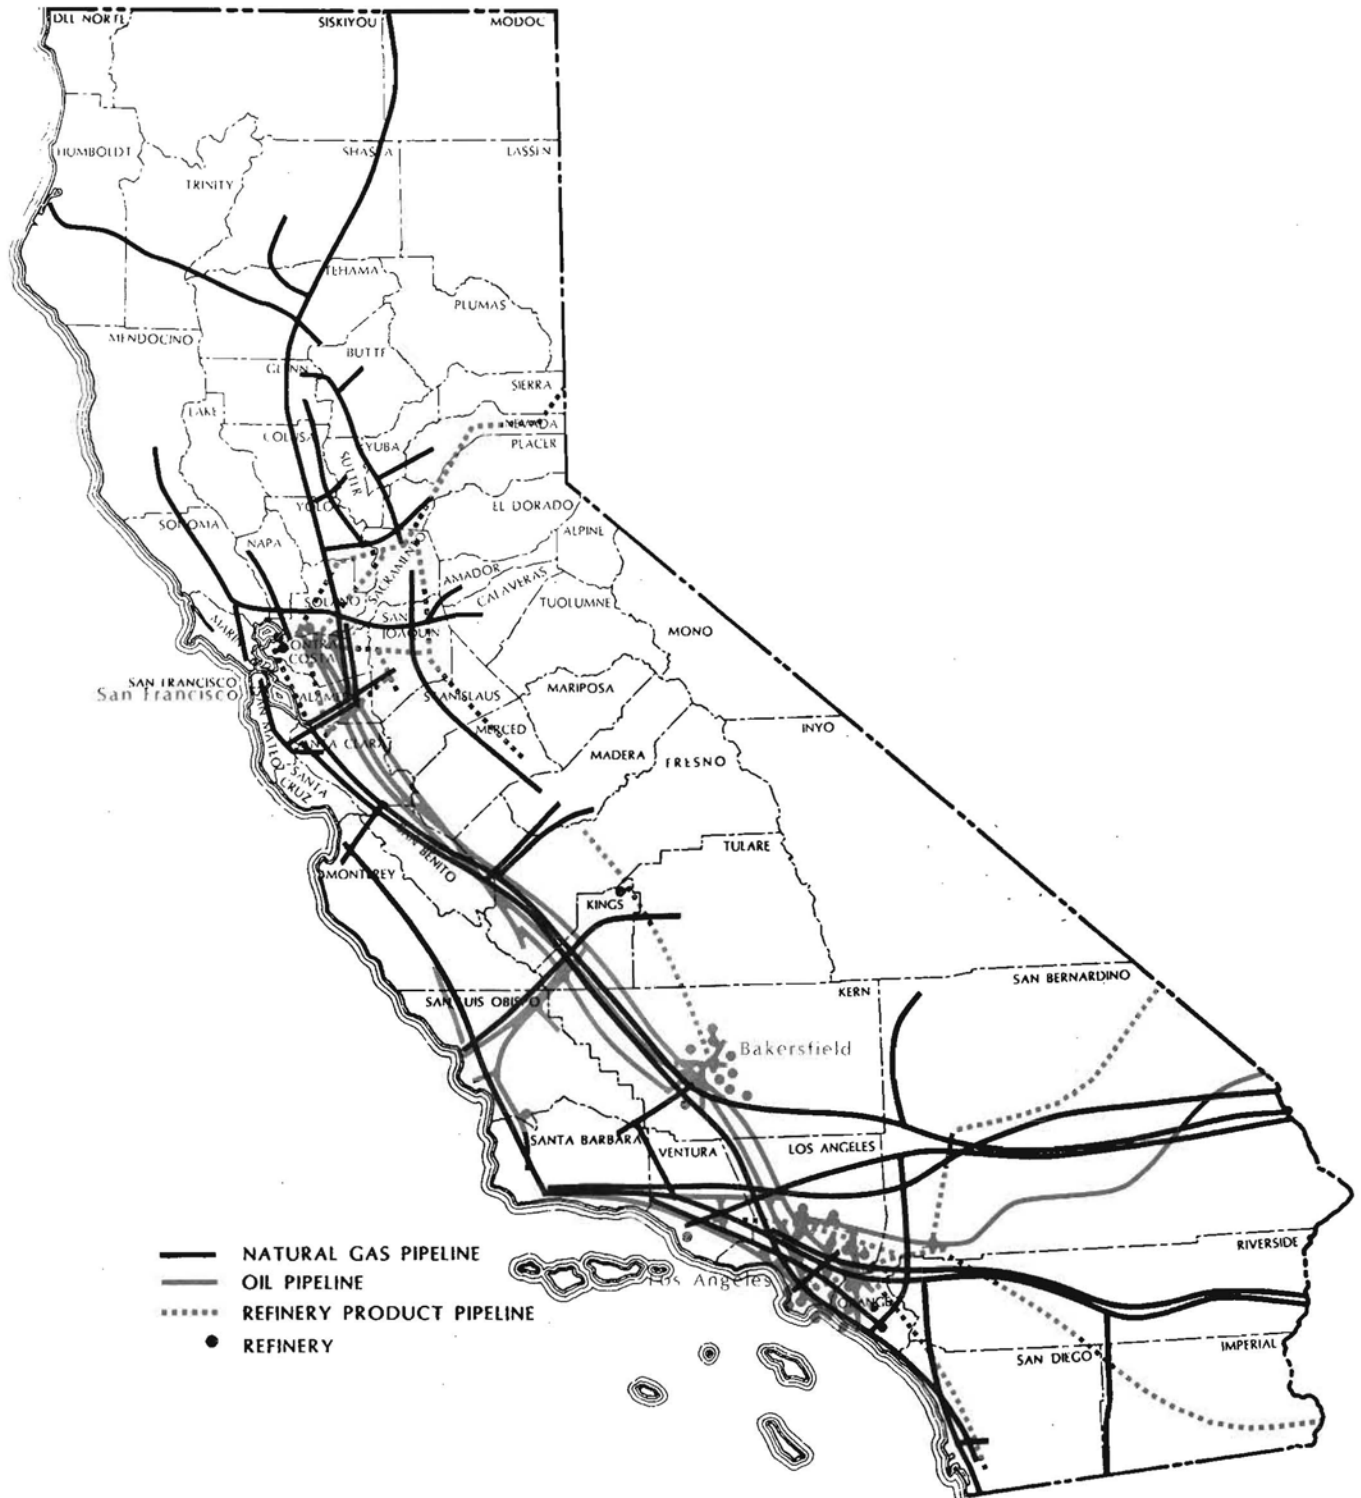 DEL NORTE
SISKIYOU
MODOC
HUMBOLDT
TRINITY
SHASTA
LASSEN
TEHAMA
PLUMAS
MENDOCINO
GLENN
BUTTE
SIERRA
LAKE
COLUSA
SUTTER
YUBA
NEVADA
PLACER
SONOMA
NAPA
YOLO
EL DORADO
SACRAMENTO
ALPINE
AMADOR
CALAVERAS
TUOLUMNE
MONO
SOLANO
MARIN
CONTRA
COSTA
SAN
JOAQUIN
SAN FRANCISCO
San Francisco
ALAMEDA
STANISLAUS
MARIPOSA
SAN MATEO
SANTA CLARA
SANTA
CRUZ
MERCED
MADERA
FRESNO
INYO
SAN BENITO
MONTEREY
TULARE
KINGS
SAN LUIS OBISPO
KERN
SAN BERNARDINO
Bakersfield
SANTA BARBARA
VENTURA
LOS ANGELES
Los Angeles
ORANGE
RIVERSIDE
SAN DIEGO
IMPERIAL
NATURAL GAS PIPELINE
OIL PIPELINE
REFINERY PRODUCT PIPELINE
REFINERY